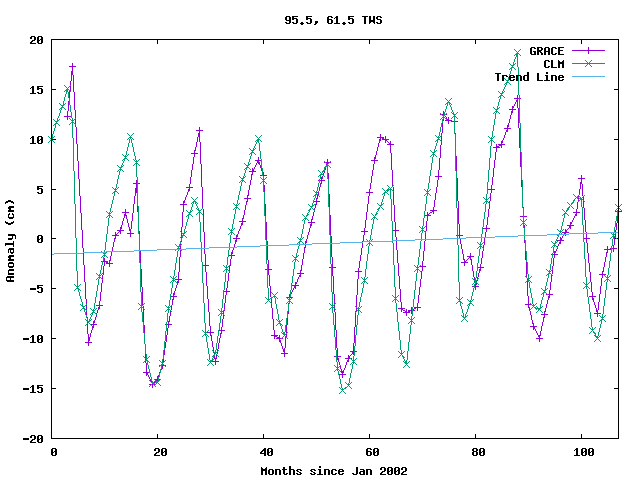 95.5, 61.5 TWS
GRACE
CLM
Trend Line
Anomaly (cm)
20
15
10
5
0
-5
-10
-15
-20
0 20 40 60 80 100
Months since Jan 2002